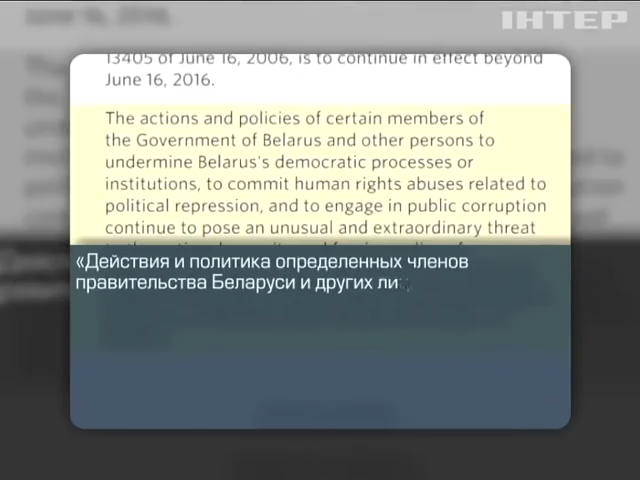 ІНТЕР
13405 of June 16, 2006, is to continue in effect beyond
June 16, 2016.
The actions and policies of certain members of
the Government of Belarus and other persons to
undermine Belarus's democratic processes or
institutions, to commit human rights abuses related to
political repression, and to engage in public corruption
continue to pose an unusual and extraordinary threat
«Действия и политика определенных членов
правительства Беларуси и других ли